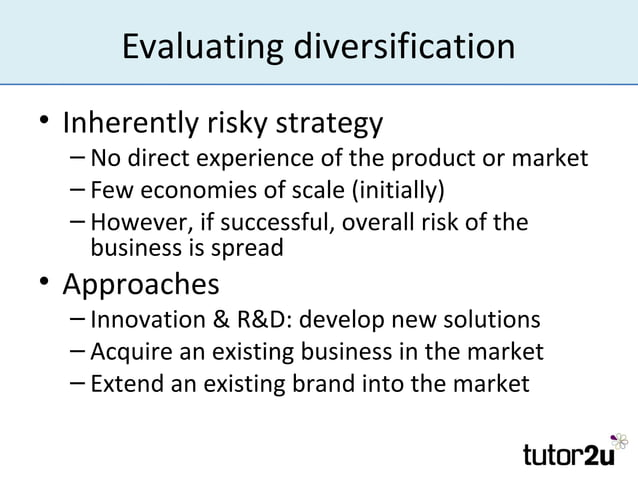 Evaluating diversification
• Inherently risky strategy
– No direct experience of the product or market
– Few economies of scale (initially)
– However, if successful, overall risk of the
business is spread
• Approaches
– Innovation & R&D: develop new solutions
– Acquire an existing business in the market
– Extend an existing brand into the market
tutor2u